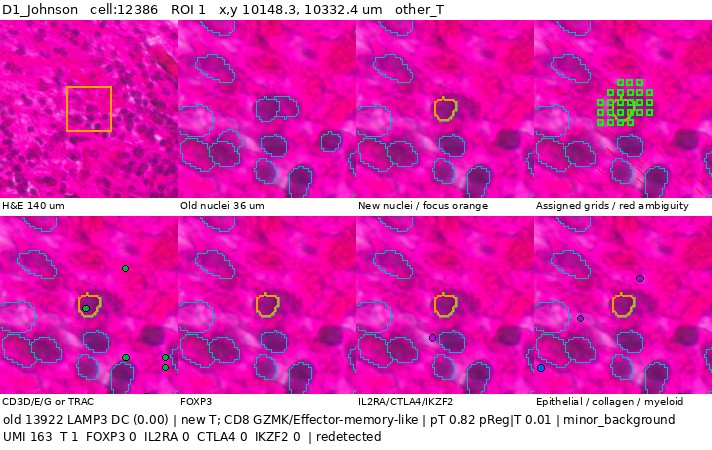 D1_Johnson cell:12386 ROI 1 x,y 10148.3, 10332.4 um other_T
H&E 140 um
Old nuclei 36 um
New nuclei / focus orange
Assigned grids / red ambiguity
CD3D/E/G or TRAC
FOXP3
IL2RA/CTLA4/IKZF2
Epithelial / collagen / myeloid
old 13922 LAMP3 DC (0.00) | new T; CD8 GZMK/Effector-memory-like | pT 0.82 pReg|T 0.01 | minor_background
UMI 163 T 1 FOXP3 0 IL2RA 0 CTLA4 0 IKZF2 0 | redetected